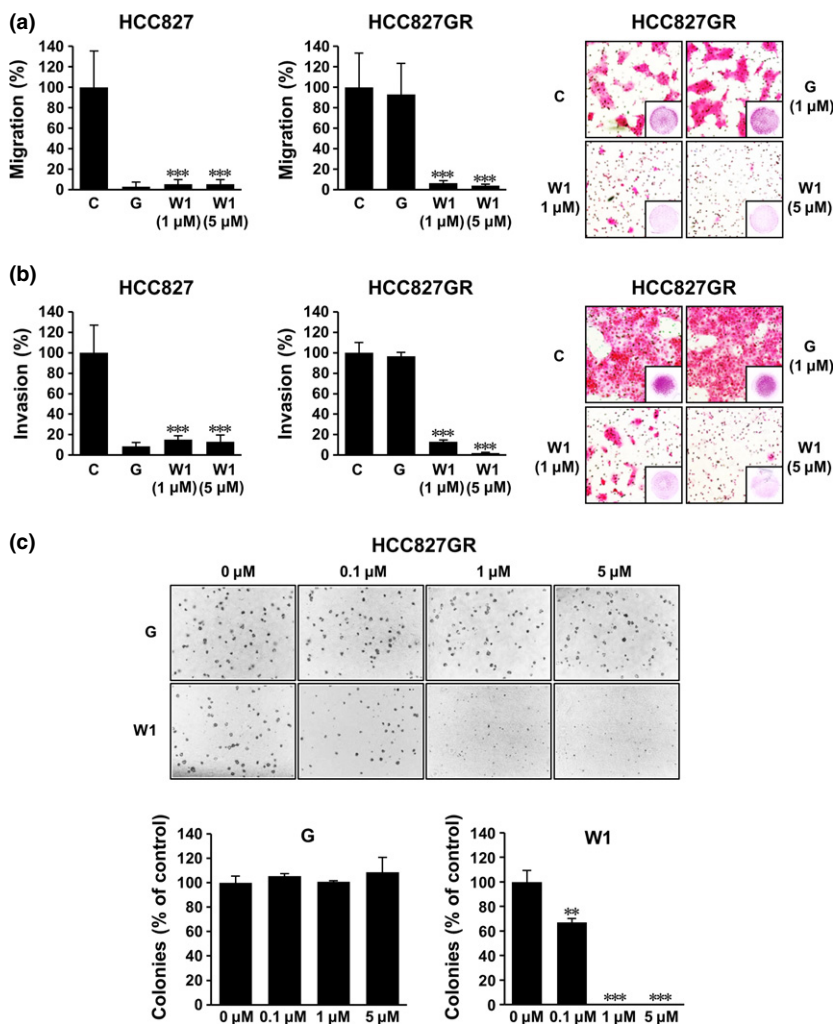 (a)
HCC827
Migration (%)
140
120
100
80
60
40
20
0
***
***
C
G
W1
(1 µM)
W1
(5 µM)
HCC827GR
Migration (%)
140
120
100
80
60
40
20
0
***
***
C
G
W1
(1 µM)
W1
(5 µM)
HCC827GR
C
G
(1 µM)
W1
1 µM)
W1
(5 µM)
(b)
HCC827
Invasion (%)
140
120
100
80
60
40
20
0
***
***
C
G
W1
(1 µM)
W1
(5 µM)
HCC827GR
Invasion (%)
140
120
100
80
60
40
20
0
***
***
C
G
W1
(1 µM)
W1
(5 µM)
HCC827GR
C
G
(1 µM)
W1
(1 µM)
W1
(5 µM)
(c)
HCC827GR
0 µM 0.1 µM 1 µM 5 µM
G
W1
G
Colonies (% of control)
140
120
100
80
60
40
20
0
0 µM 0.1 µM 1 µM 5 µM
W1
Colonies (% of control)
140
120
100
80
60
40
20
0
**
***
***
0 µM 0.1 µM 1 µM 5 µM